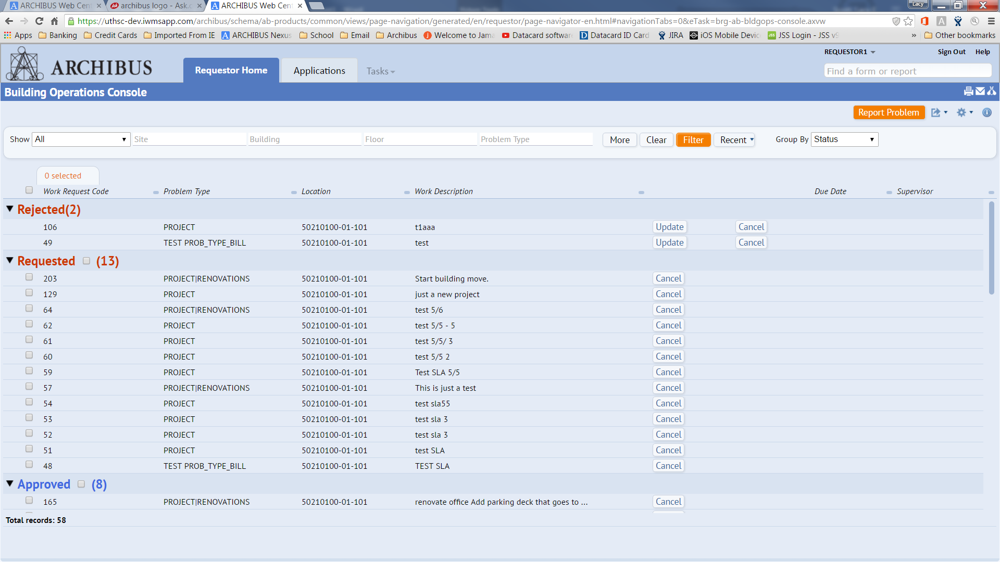 ARCHIBUS Web Cent
archibus logo - Ask.c
ARCHIBUS Web Cent
Lacy
https://uthsc-dev.iwmsapp.com/archibus/schema/ab-products/common/views/page-navigation/generated/en/requestor/page-navigator-en.html#navigationTabs=0&eTask=brg-ab-bldgops-console.axvw
Apps Banking Credit Cards Imported From IE ARCHIBUS Nexus School Email Archibus Welcome to Jama Datacard software Datacard ID Card JIRA iOS Mobile Devic JSS Login - JSS v9 » Other bookmarks
ARCHIBUS
Requestor Home Applications Tasks
REQUESTOR1 Sign Out Help
Find a form or report
Building Operations Console
Report Problem
Show All Site Building Floor Problem Type More Clear Filter Recent Group By Status
0 selected
Work Request Code Problem Type Location Work Description Due Date Supervisor
Rejected(2)
106 PROJECT 50210100-01-101 t1aaa Update Cancel
49 TEST PROB_TYPE_BILL 50210100-01-101 test Update Cancel
Requested (13)
203 PROJECT|RENOVATIONS 50210100-01-101 Start building move. Cancel
129 PROJECT 50210100-01-101 just a new project Cancel
64 PROJECT|RENOVATIONS 50210100-01-101 test 5/6 Cancel
62 PROJECT 50210100-01-101 test 5/5 - 5 Cancel
61 PROJECT 50210100-01-101 test 5/5/ 3 Cancel
60 PROJECT 50210100-01-101 test 5/5 2 Cancel
59 PROJECT 50210100-01-101 Test SLA 5/5 Cancel
57 PROJECT|RENOVATIONS 50210100-01-101 This is just a test Cancel
54 PROJECT 50210100-01-101 test sla55 Cancel
53 PROJECT 50210100-01-101 test sla 3 Cancel
52 PROJECT 50210100-01-101 test sla 3 Cancel
51 PROJECT 50210100-01-101 test SLA Cancel
48 TEST PROB_TYPE_BILL 50210100-01-101 TEST SLA Cancel
Approved (8)
165 PROJECT|RENOVATIONS 50210100-01-101 renovate office Add parking deck that goes to ... Cancel
Total records: 58